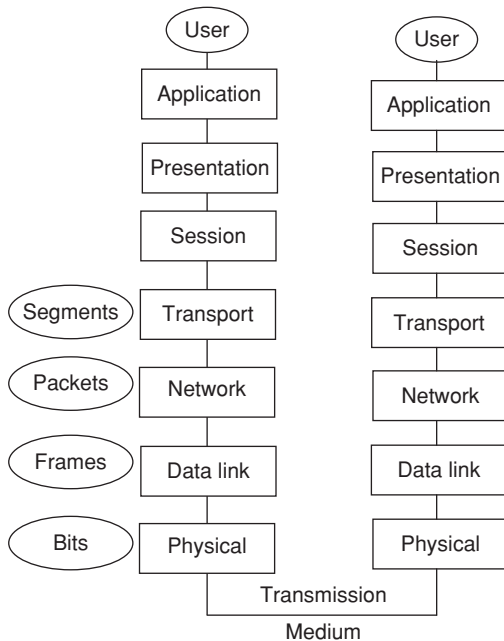 User
User
Application
Application
Presentation
Presentation
Session
Session
Segments
Transport
Transport
Packets
Network
Network
Frames
Data link
Data link
Bits
Physical
Physical
Transmission
Medium